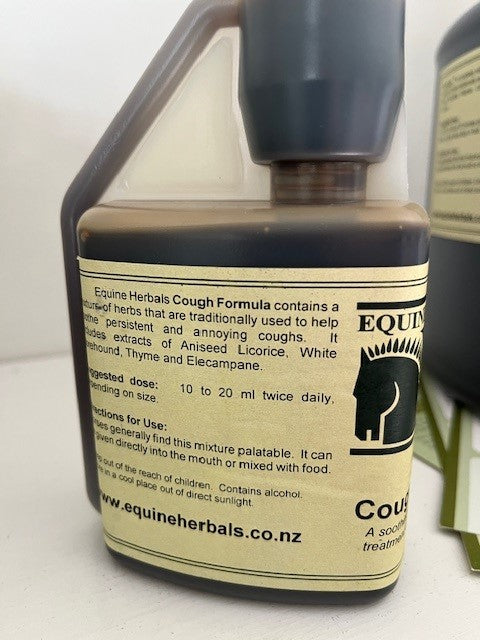 Equine Herbals Cough Formula contains a
of herbs that are traditionally used to help
persistent and annoying coughs. It
extracts of Aniseed Licorice, White
Thyme and Elecampane.
dose: 10 to 20 ml twice daily,
on size
for Use:
generally find this mixture palatable. It can
directly into the mouth or mixed with food.
out of the reach of children. Contains alcohol.
in a cool place out of direct sunlight.
www.equineherbals.co.nz
EQUIN
Coug
A sooth
treatme